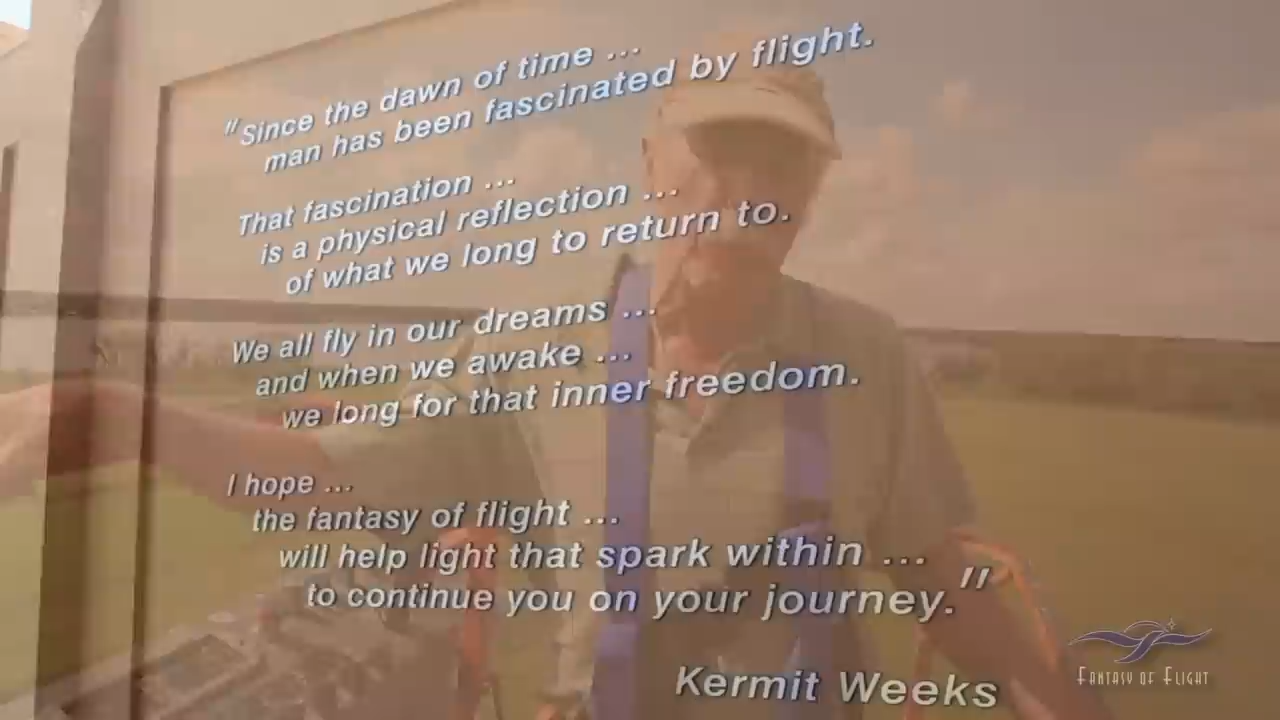 "Since the dawn of time ...
man has been fascinated by flight.
That fascination ...
is a physical reflection ...
of what we long to return to.
We all fly in our dreams ...
and when we awake ...
we long for that inner freedom.
I hope ...
the fantasy of flight ...
will help light that spark within ...
to continue you on your journey."
Kermit Weeks
FANTASY OF FLIGHT